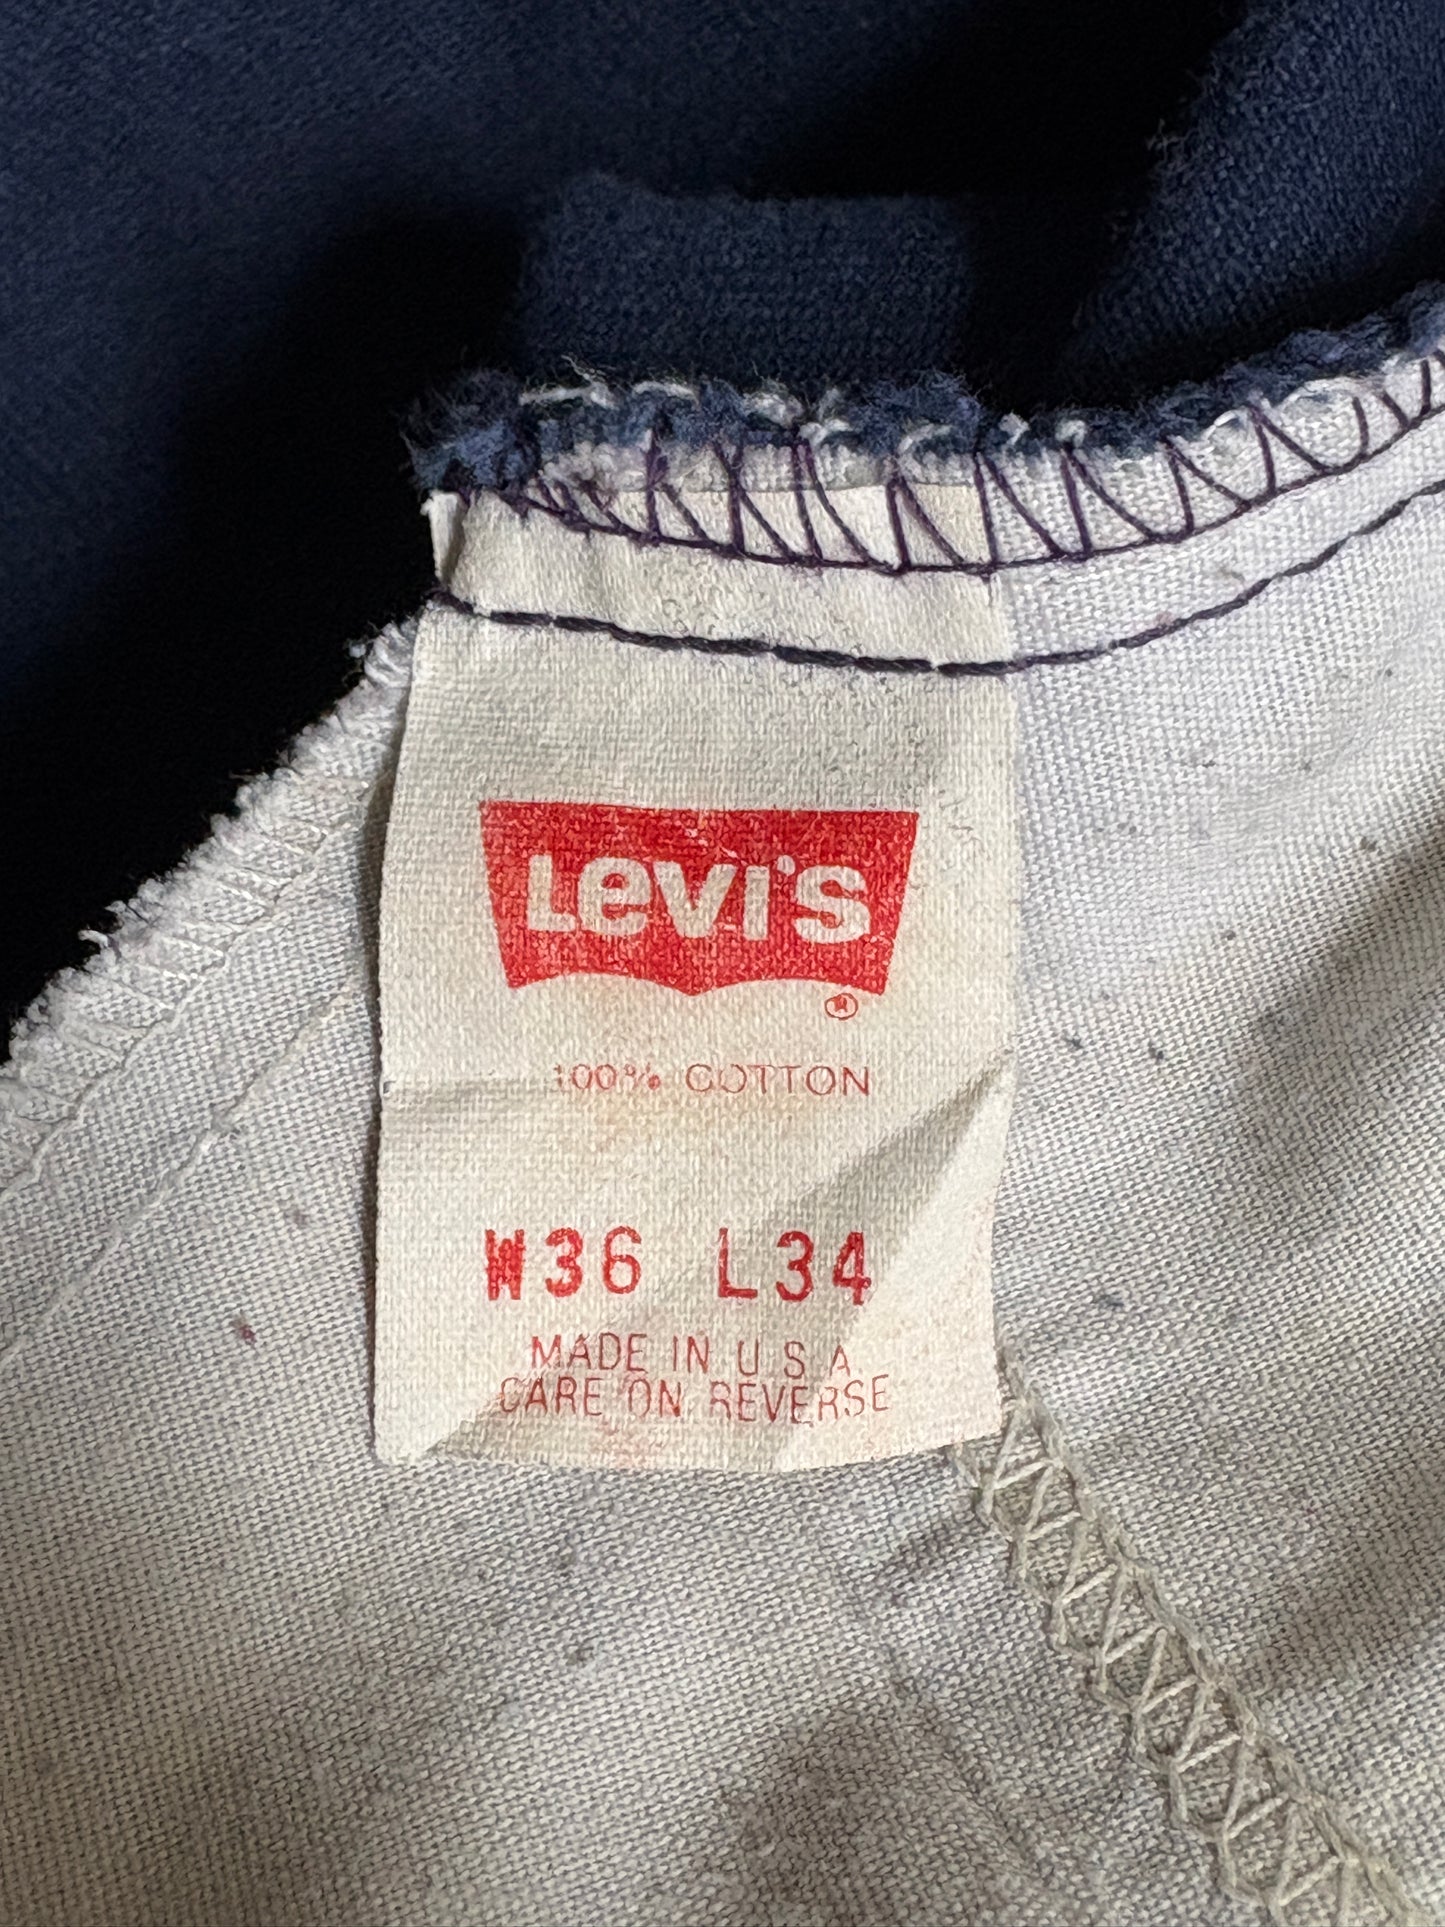 Levi's
®
100% COTTON
W36 L34
MADE IN U S A
CARE ON REVERSE